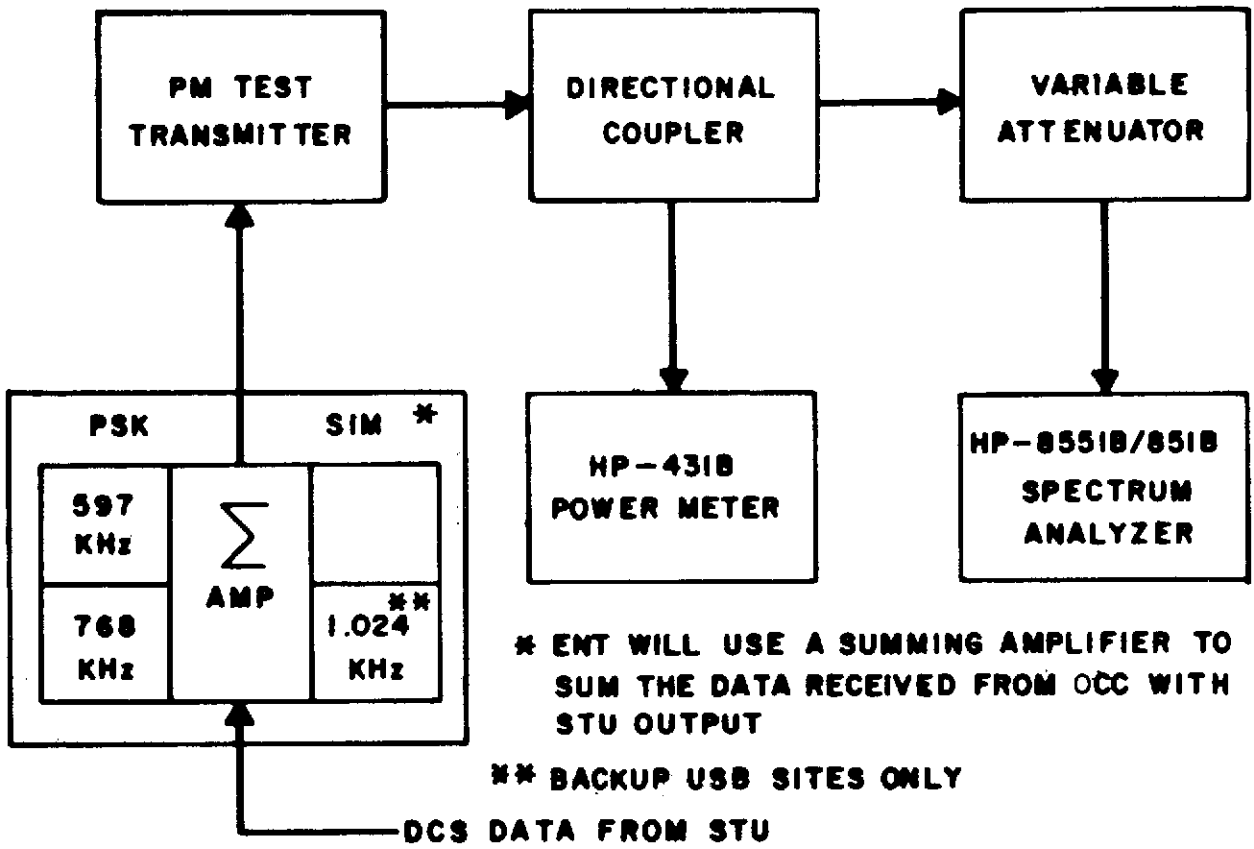 PM TEST
TRANSMITTER
DIRECTIONAL
COUPLER
VARIABLE
ATTENUATOR
PSK
SIM *
597
KHz
768
KHz
Σ
AMP
1.024**
KHz
HP-431B
POWER METER
HP-8551B/851B
SPECTRUM
ANALYZER
* ENT WILL USE A SUMMING AMPLIFIER TO
SUM THE DATA RECEIVED FROM OCC WITH
STU OUTPUT
** BACKUP USB SITES ONLY
DCS DATA FROM STU